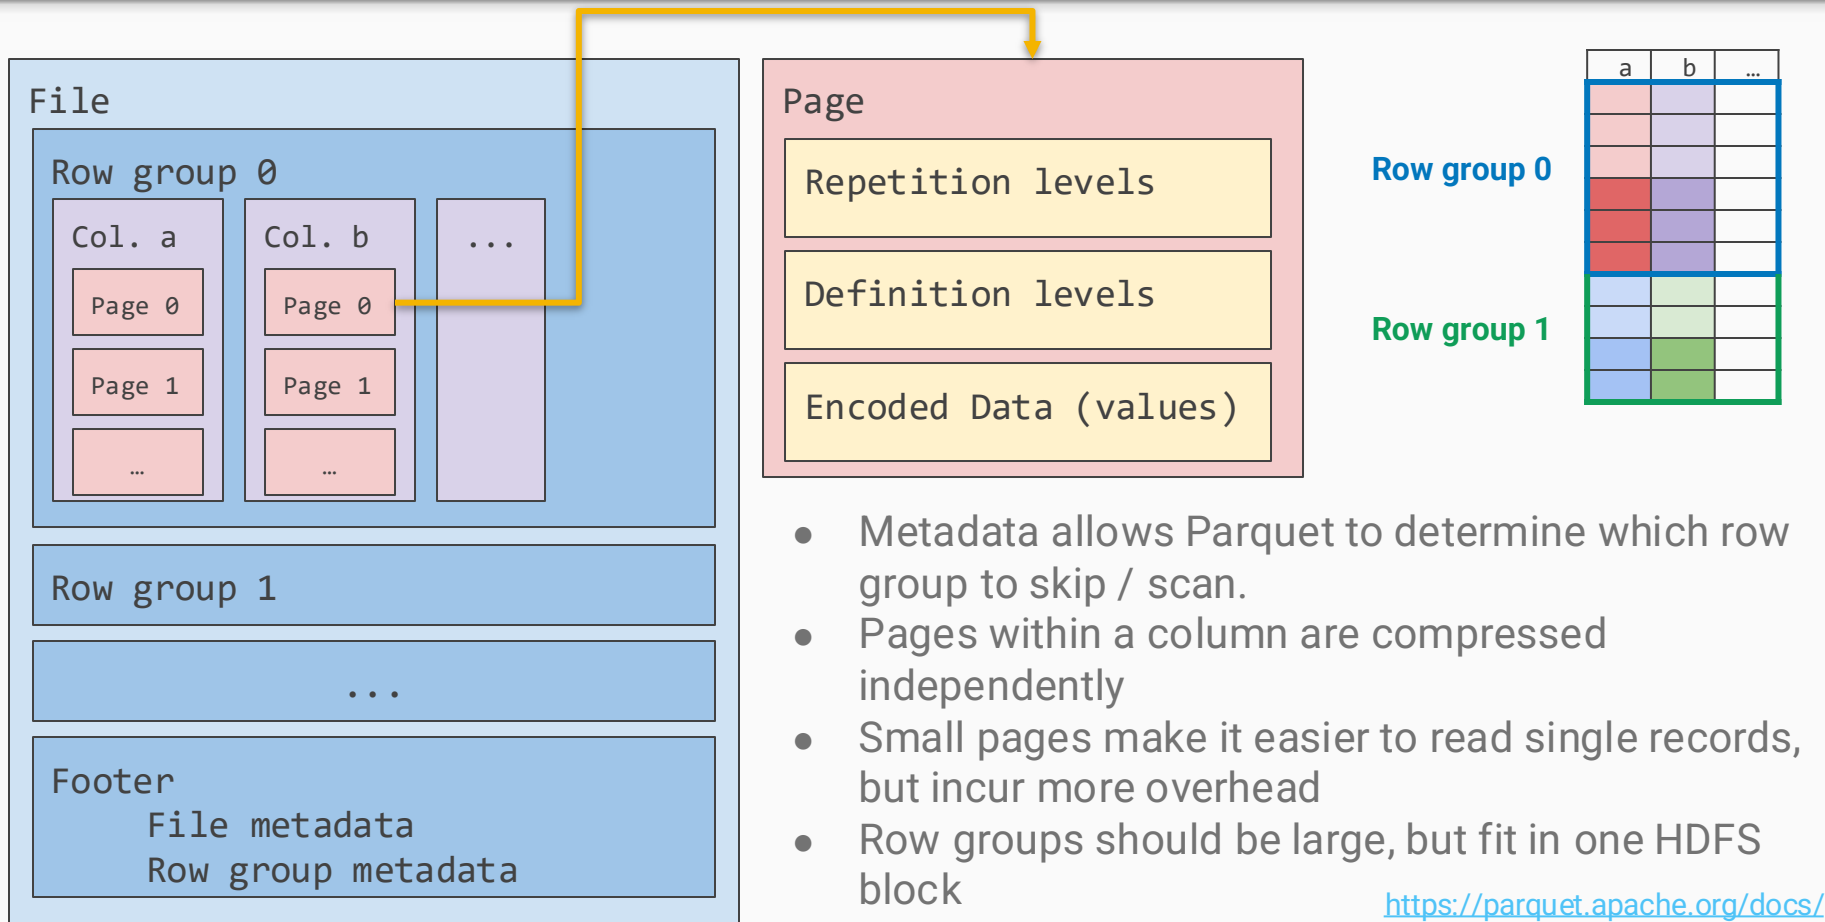 File
Row group 0
Col. a
Page 0
Page 1
…
Col. b
Page 0
Page 1
…
...
Row group 1
...
Footer
File metadata
Row group metadata
Page
Repetition levels
Definition levels
Encoded Data (values)
a b …
Row group 0
Row group 1
● Metadata allows Parquet to determine which row
group to skip / scan.
● Pages within a column are compressed
independently
● Small pages make it easier to read single records,
but incur more overhead
● Row groups should be large, but fit in one HDFS
block
https://parquet.apache.org/docs/